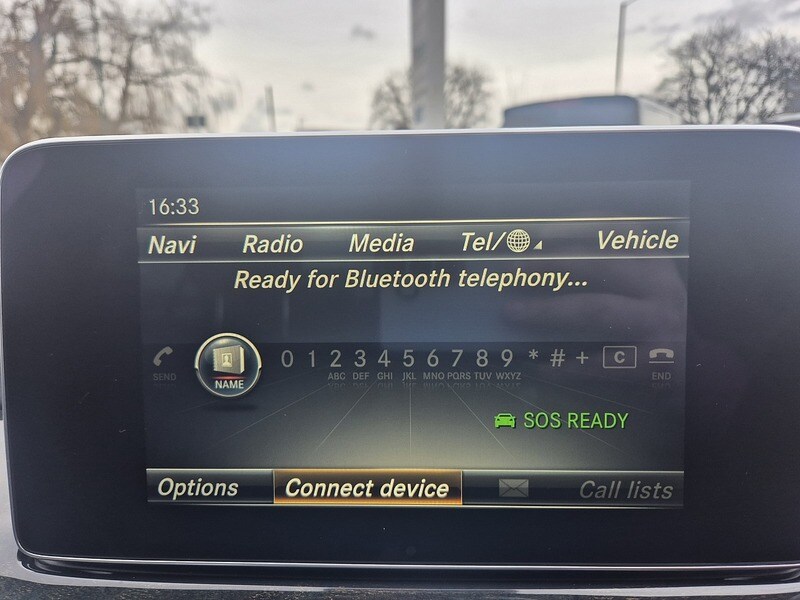 16:33
Navi Radio Media Tel/ Vehicle
Ready for Bluetooth telephony...
0 1 2 3 4 5 6 7 8 9 * # + C
SEND NAME ABC DEF GHI JKL MNO PQRS TUV WXYZ END
SOS READY
Options Connect device Call lists